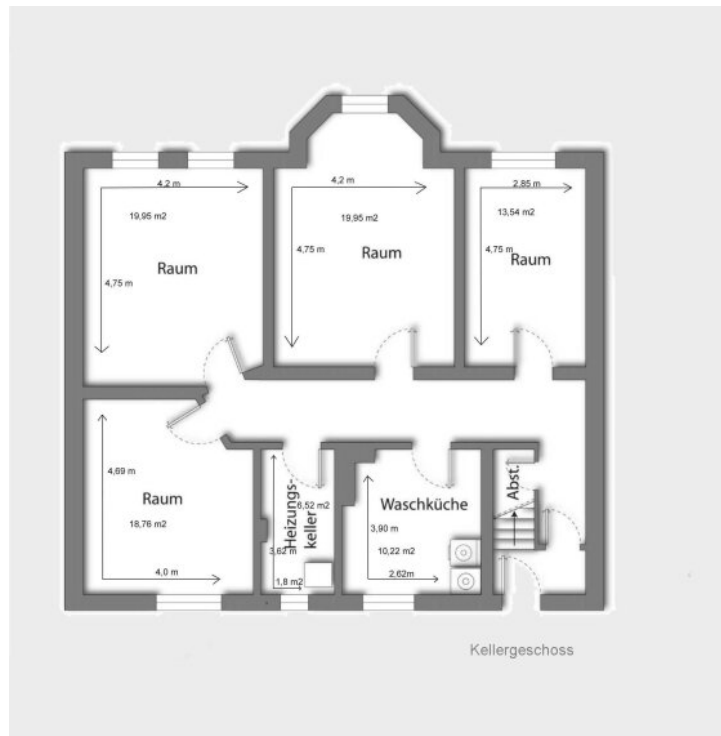 4,2 m
19,95 m2
4,75 m
Raum
4,2 m
19,95 m2
4,75 m
Raum
2,85 m
13,54 m2
4,75 m
Raum
4,69 m
Raum
18,76 m2
4,0 m
6,52 m2
Heizungs-
keller
3,62 m
1,8 m2
Waschküche
3,90 m
10,22 m2
2,62m
Abst.
Kellergeschoss